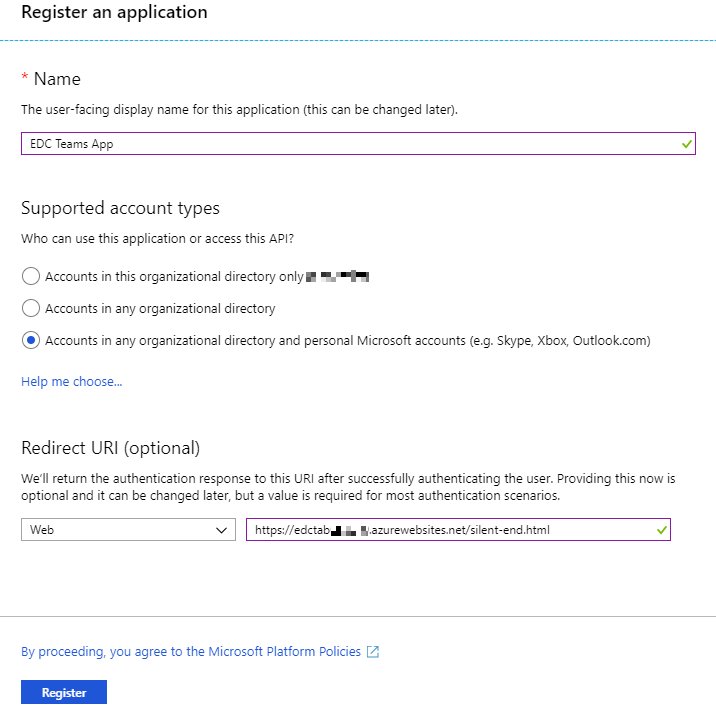 Register an application
* Name
The user-facing display name for this application (this can be changed later).
EDC Teams App
Supported account types
Who can use this application or access this API?
Accounts in this organizational directory only
Accounts in any organizational directory
Accounts in any organizational directory and personal Microsoft accounts (e.g. Skype, Xbox, Outlook.com)
Help me choose...
Redirect URI (optional)
We'll return the authentication response to this URI after successfully authenticating the user. Providing this now is
optional and it can be changed later, but a value is required for most authentication scenarios.
Web
https://edctab .azurewebsites.net/silent-end.html
By proceeding, you agree to the Microsoft Platform Policies
Register